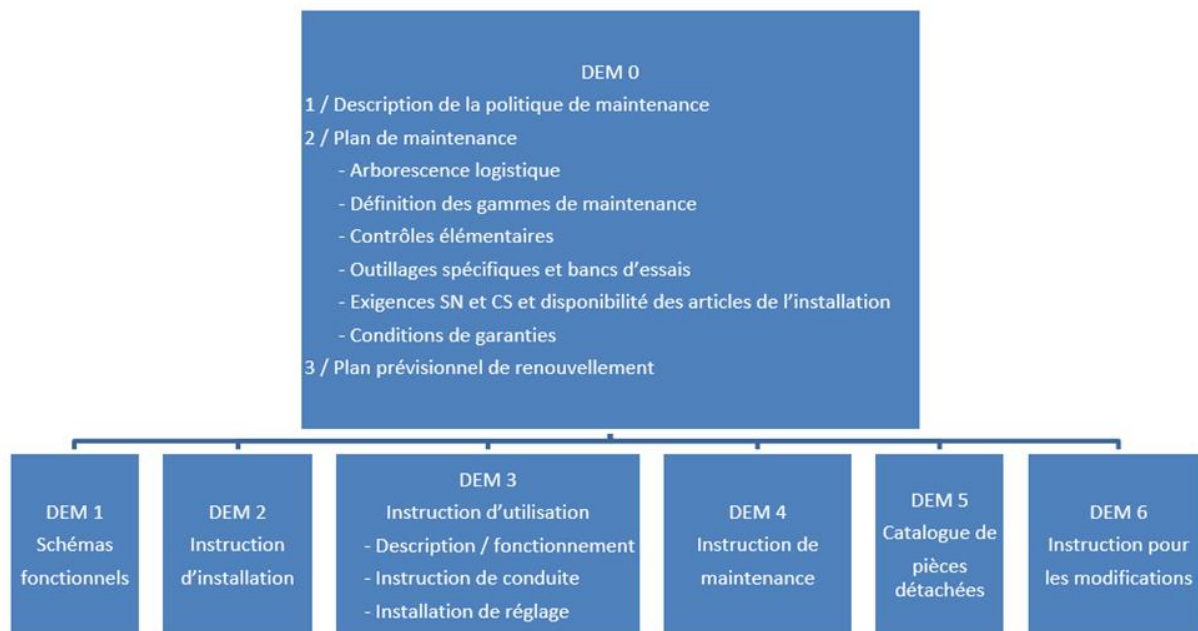 DEM 0
1 / Description de la politique de maintenance
2 / Plan de maintenance
- Arborescence logistique
- Définition des gammes de maintenance
- Contrôles élémentaires
- Outillages spécifiques et bancs d’essais
- Exigences SN et CS et disponibilité des articles de l’installation
- Conditions de garanties
3 / Plan prévisionnel de renouvellement
DEM 1
Schémas
fonctionnels
DEM 2
Instruction
d’installation
DEM 3
Instruction d’utilisation
- Description / fonctionnement
- Instruction de conduite
- Installation de réglage
DEM 4
Instruction de
maintenance
DEM 5
Catalogue de
pièces
détachées
DEM 6
Instruction pour
les modifications